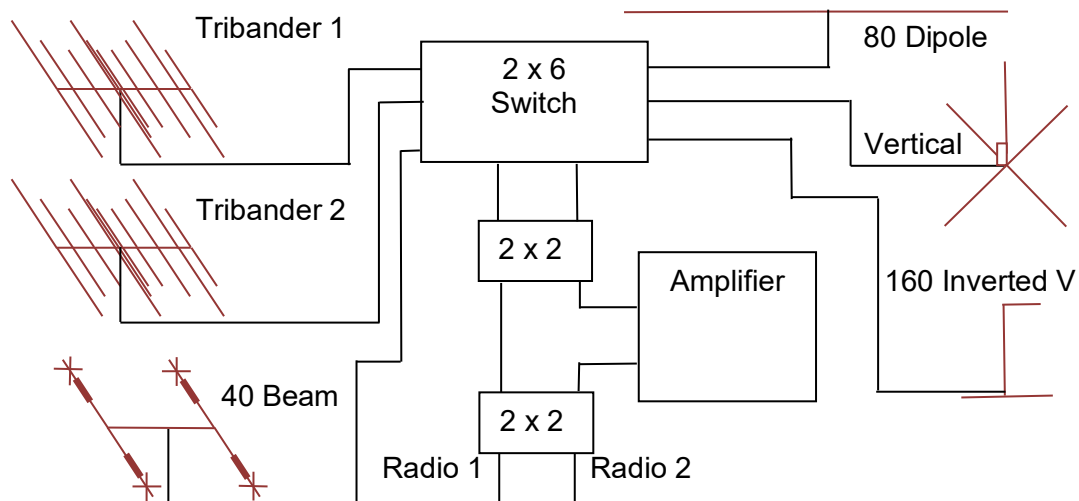 Tribander 1
2 x 6
Switch
80 Dipole
Vertical
Tribander 2
2 x 2
Amplifier
160 Inverted V
40 Beam
2 x 2
Radio 1
Radio 2